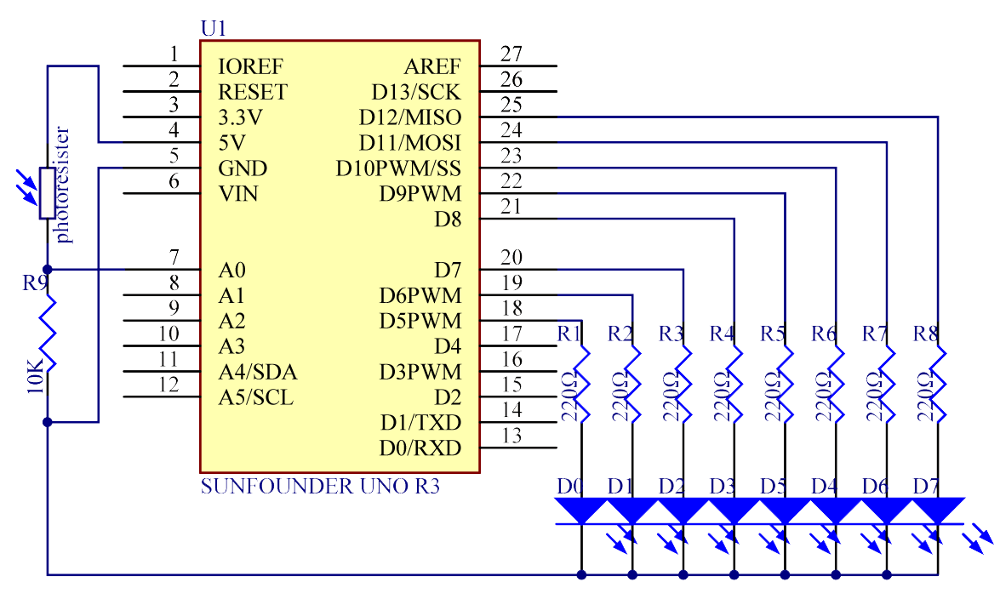 U1
1
IOREF
2
RESET
3
3.3V
4
5V
5
GND
6
VIN
7
A0
8
A1
9
A2
10
A3
11
A4/SDA
12
A5/SCL
27
AREF
26
D13/SCK
25
D12/MISO
24
D11/MOSI
23
D10PWM/SS
22
D9PWM
21
D8
20
D7
19
D6PWM
18
D5PWM
17
D4
16
D3PWM
15
D2
14
D1/TXD
13
D0/RXD
SUNFOUNDER UNO R3
photoresister
R9
10K
R1 R2 R3 R4 R5 R6 R7 R8
220Ω 220Ω 220Ω 220Ω 220Ω 220Ω 220Ω 220Ω
D0 D1 D2 D3 D5 D4 D6 D7